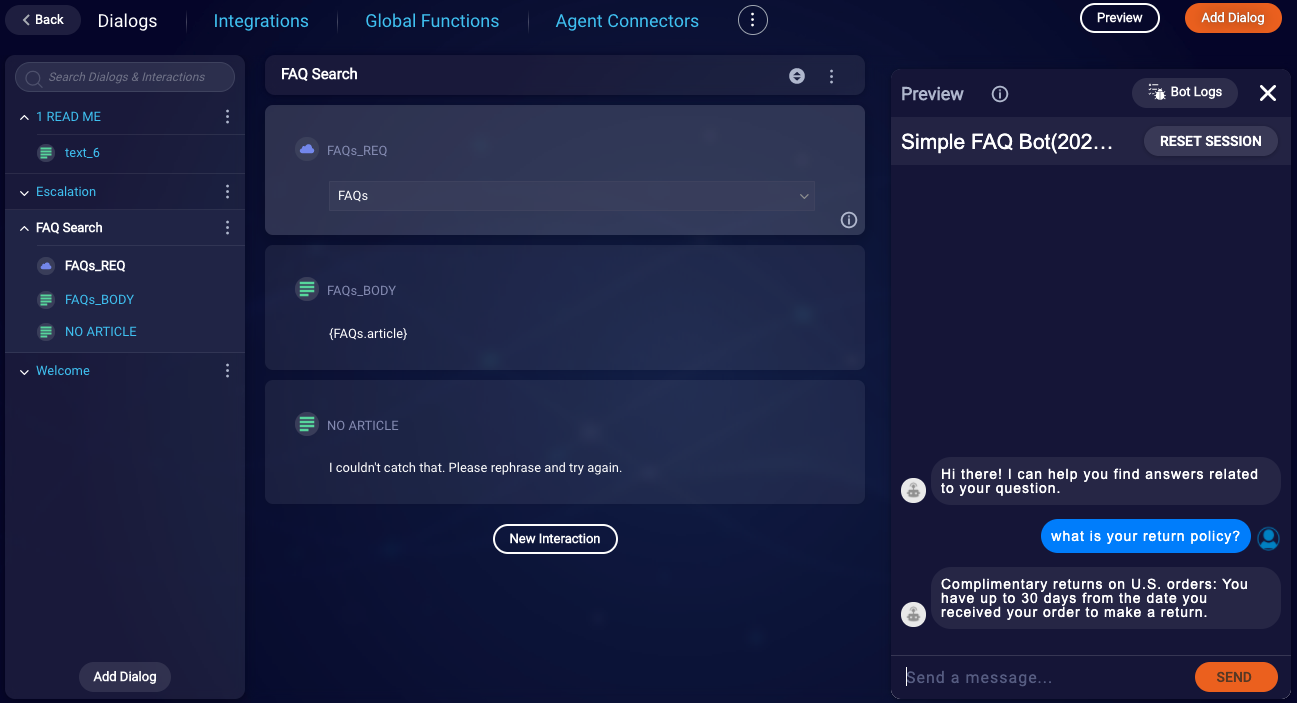 Back
Dialogs
Integrations
Global Functions
Agent Connectors
Preview
Add Dialog
Search Dialogs & Interactions
1 READ ME
text_6
Escalation
FAQ Search
FAQs_REQ
FAQs_BODY
NO ARTICLE
Welcome
Add Dialog
FAQ Search
FAQs_REQ
FAQs
FAQs_BODY
{FAQs.article}
NO ARTICLE
I couldn't catch that. Please rephrase and try again.
New Interaction
Preview
Bot Logs
Simple FAQ Bot(202...
RESET SESSION
Hi there! I can help you find answers related
to your question.
what is your return policy?
Complimentary returns on U.S. orders: You
have up to 30 days from the date you
received your order to make a return.
Send a message...
SEND